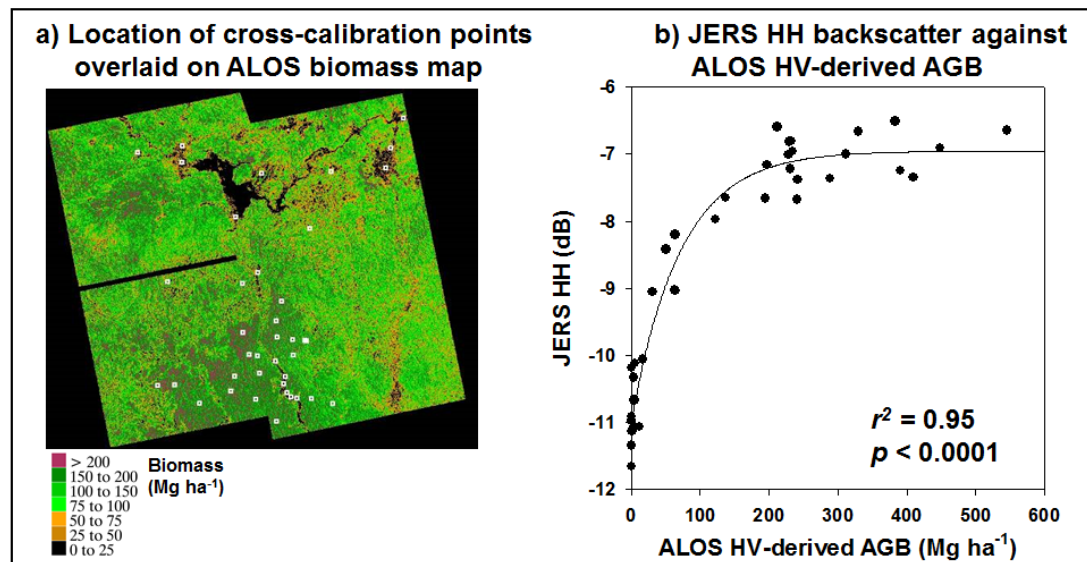 a) Location of cross-calibration points
overlaid on ALOS biomass map
> 200
150 to 200
100 to 150
75 to 100
50 to 75
25 to 50
0 to 25
Biomass
(Mg ha⁻¹)
b) JERS HH backscatter against
ALOS HV-derived AGB
JERS HH (dB)
-6
-7
-8
-9
-10
-11
-12
r² = 0.95
p < 0.0001
0 100 200 300 400 500 600
ALOS HV-derived AGB (Mg ha⁻¹)